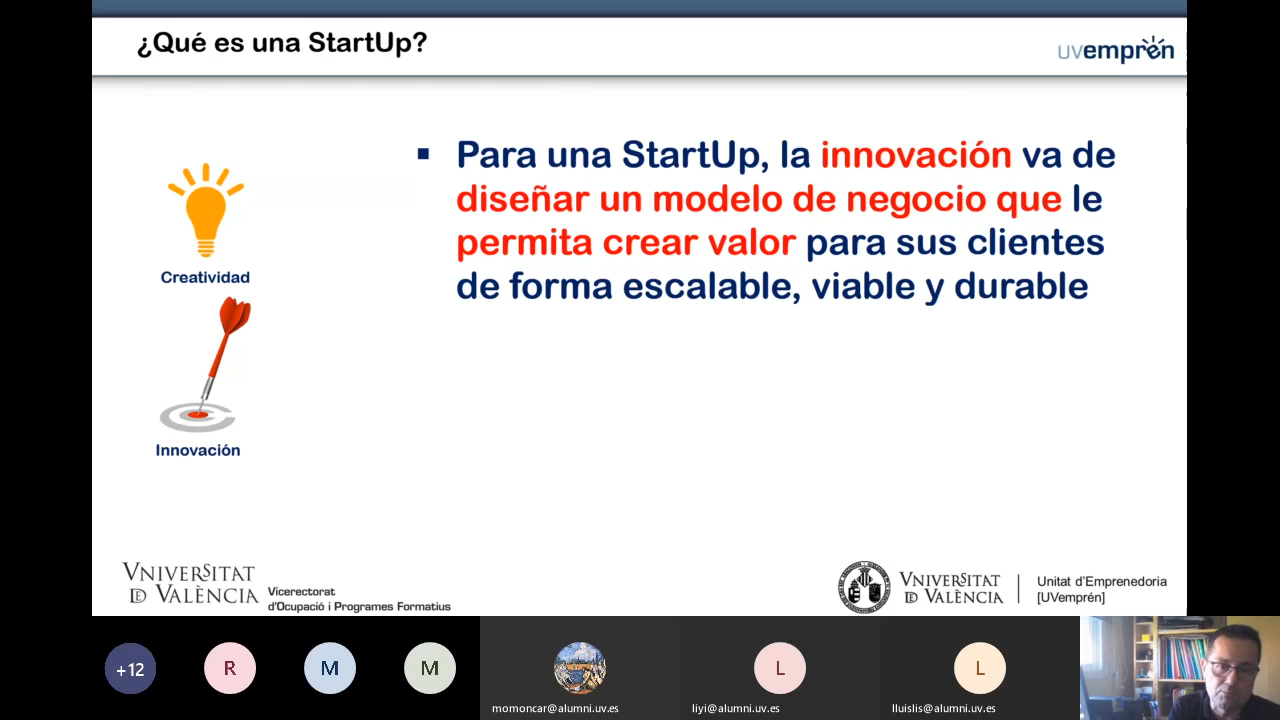 ¿Qué es una StartUp?
uvemprén
Para una StartUp, la innovación va de
diseñar un modelo de negocio que le
permita crear valor para sus clientes
de forma escalable, viable y durable
Creatividad
Innovación
VNIVERSITAT
DE VALÈNCIA
Vicerectorat
d'Ocupació i Programes Formatius
VNIVERSITAT
DE VALÈNCIA
Unitat d'Emprenedoria
[UVemprén]
+12
R
M
M
momoncar@alumni.uv.es
L
liyi@alumni.uv.es
L
lluislis@alumni.uv.es